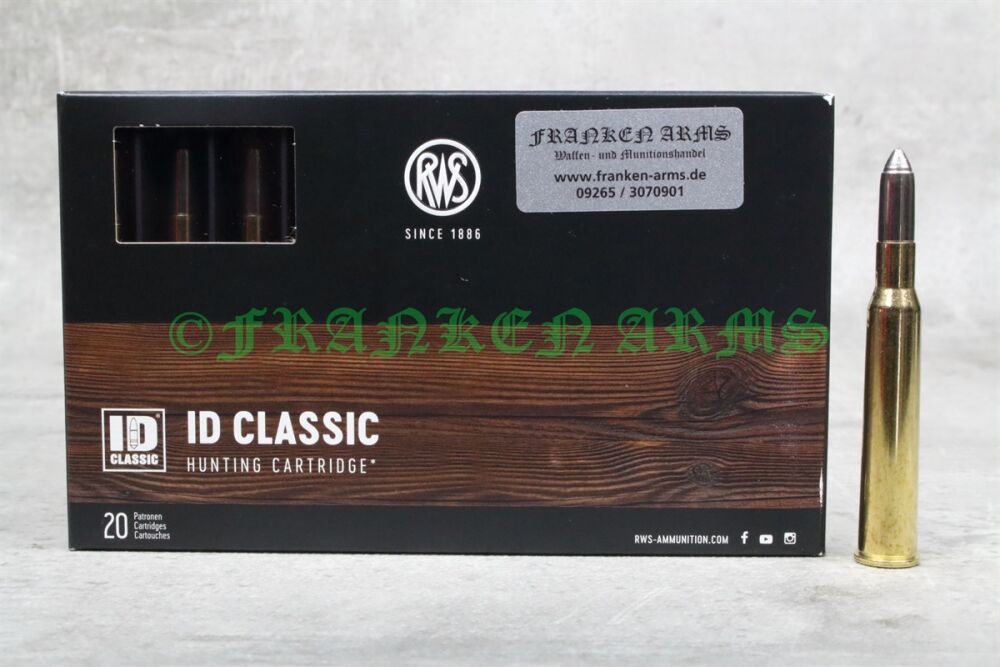 RWS
SINCE 1886
FRANKEN ARMS
Waffen- und Munitionshandel
www.franken-arms.de
09265 / 3070901
©FRANKEN ARMS
ID®
CLASSIC
ID CLASSIC
HUNTING CARTRIDGE*
20
Patronen
Cartridges
Cartouches
RWS-AMMUNITION.COM